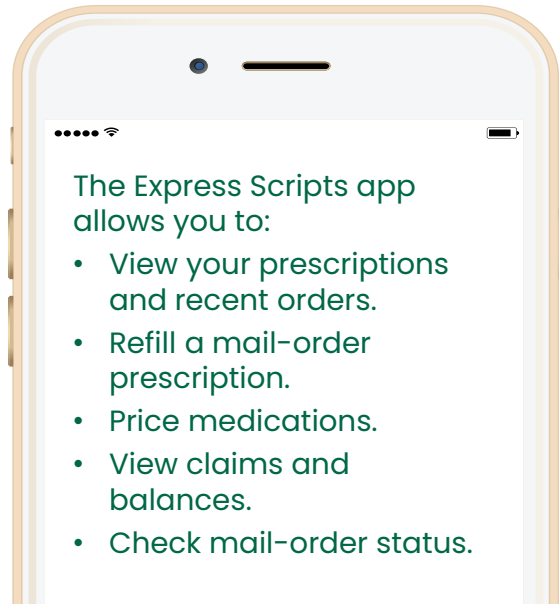 The Express Scripts app
allows you to:
• View your prescriptions
and recent orders.
• Refill a mail-order
prescription.
• Price medications.
• View claims and
balances.
• Check mail-order status.